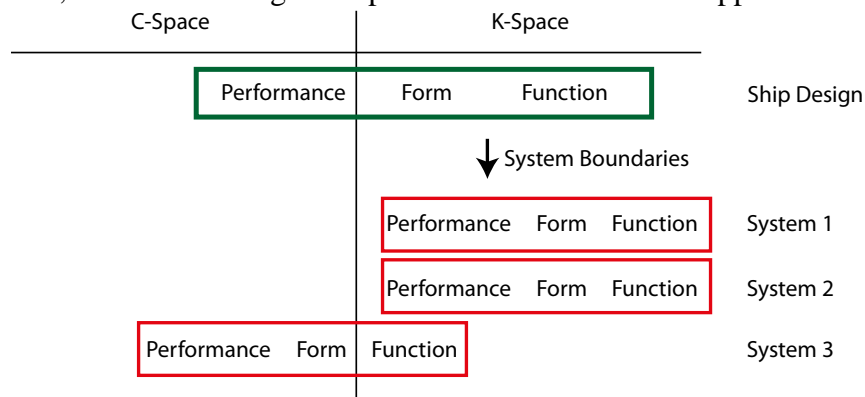 C-Space K-Space
Performance Form Function Ship Design
System Boundaries
Performance Form Function System 1
Performance Form Function System 2
Performance Form Function System 3